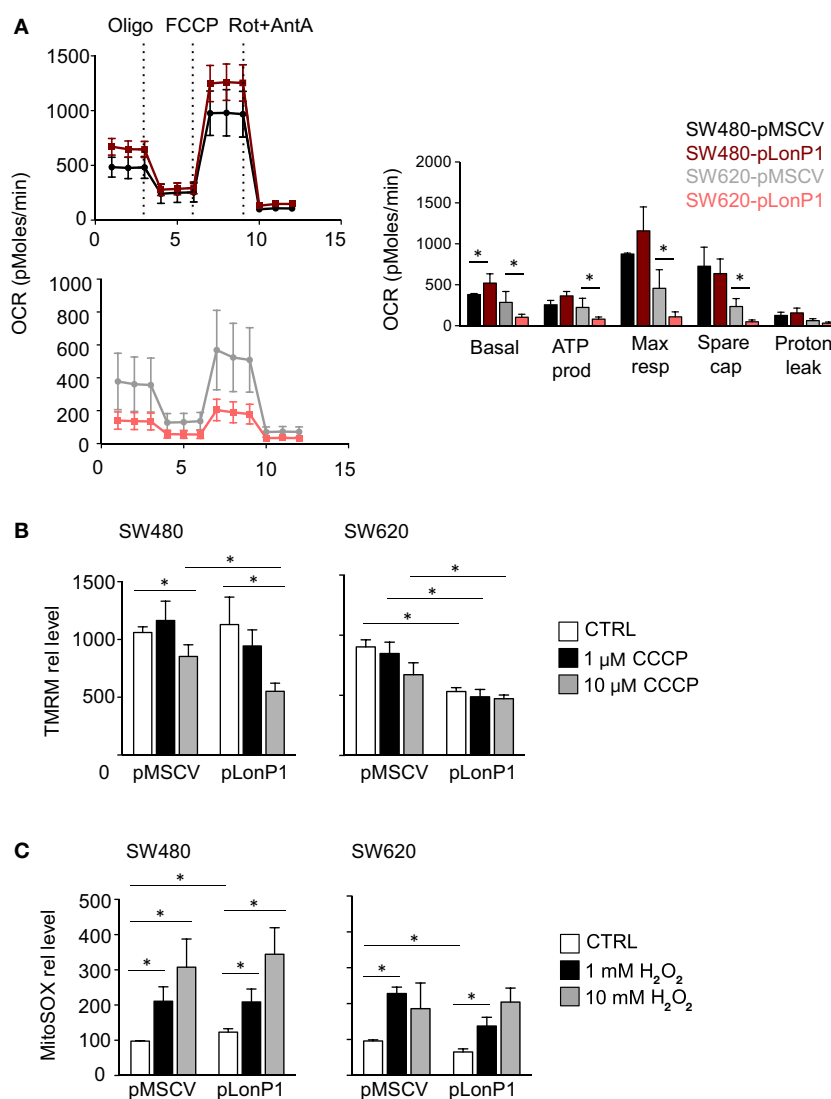 A
Oligo FCCP Rot+AntA
1500
1000
500
0
0 5 10 15
1000
800
600
400
200
0
0 5 10 15
OCR (pMoles/min)
SW480-pMSCV
SW480-pLonP1
SW620-pMSCV
SW620-pLonP1
2000
1500
1000
500
0
OCR (pMoles/min)
* * * * *
Basal ATP prod Max resp Spare cap Proton leak
B
SW480 SW620
* * * * * *
1500
1000
500
0
TMRM rel level
pMSCV pLonP1 pMSCV pLonP1
CTRL
1 µM CCCP
10 µM CCCP
C
SW480 SW620
* * * * * * * *
500
400
300
200
100
0
MitoSOX rel level
pMSCV pLonP1 pMSCV pLonP1
CTRL
1 mM H₂O₂
10 mM H₂O₂